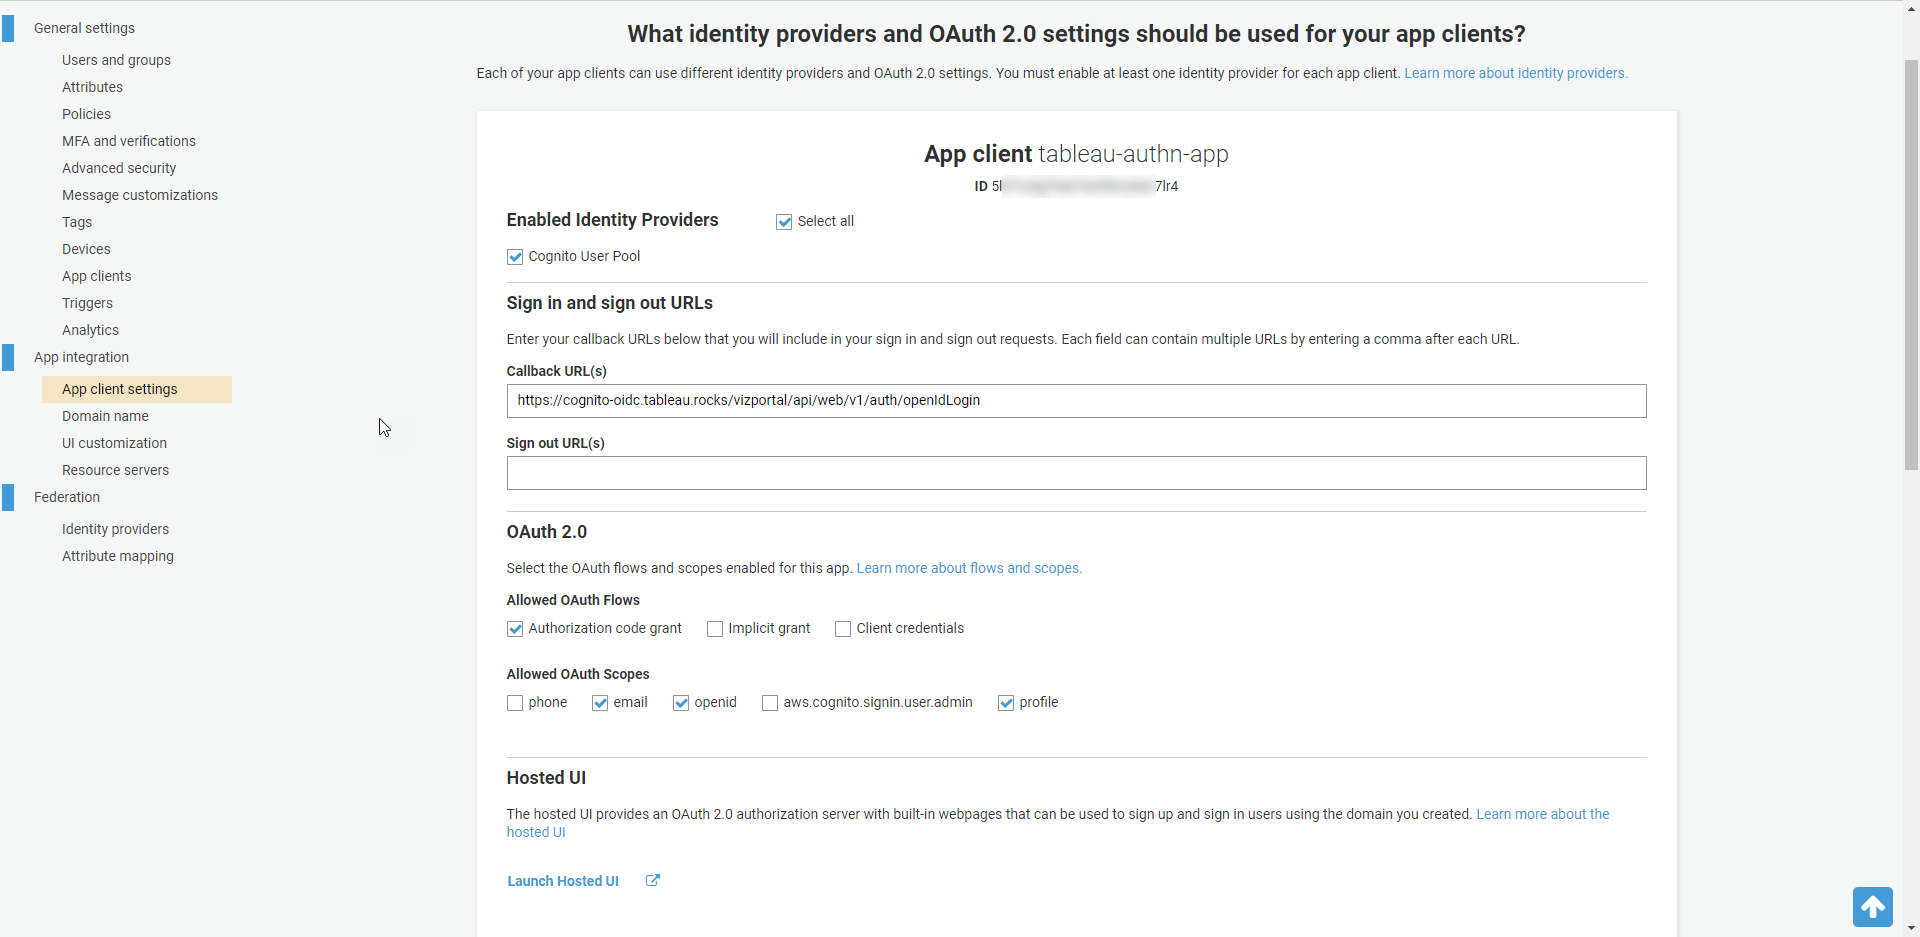 General settings
Users and groups
Attributes
Policies
MFA and verifications
Advanced security
Message customizations
Tags
Devices
App clients
Triggers
Analytics
App integration
App client settings
Domain name
UI customization
Resource servers
Federation
Identity providers
Attribute mapping
What identity providers and OAuth 2.0 settings should be used for your app clients?
Each of your app clients can use different identity providers and OAuth 2.0 settings. You must enable at least one identity provider for each app client. Learn more about identity providers.
App client tableau-authn-app
ID 5l 7lr4
Enabled Identity Providers Select all
Cognito User Pool
Sign in and sign out URLs
Enter your callback URLs below that you will include in your sign in and sign out requests. Each field can contain multiple URLs by entering a comma after each URL.
Callback URL(s)
https://cognito-oidc.tableau.rocks/vizportal/api/web/v1/auth/openIdLogin
Sign out URL(s)
OAuth 2.0
Select the OAuth flows and scopes enabled for this app. Learn more about flows and scopes.
Allowed OAuth Flows
Authorization code grant Implicit grant Client credentials
Allowed OAuth Scopes
phone email openid aws.cognito.signin.user.admin profile
Hosted UI
The hosted UI provides an OAuth 2.0 authorization server with built-in webpages that can be used to sign up and sign in users using the domain you created. Learn more about the
hosted UI
Launch Hosted UI